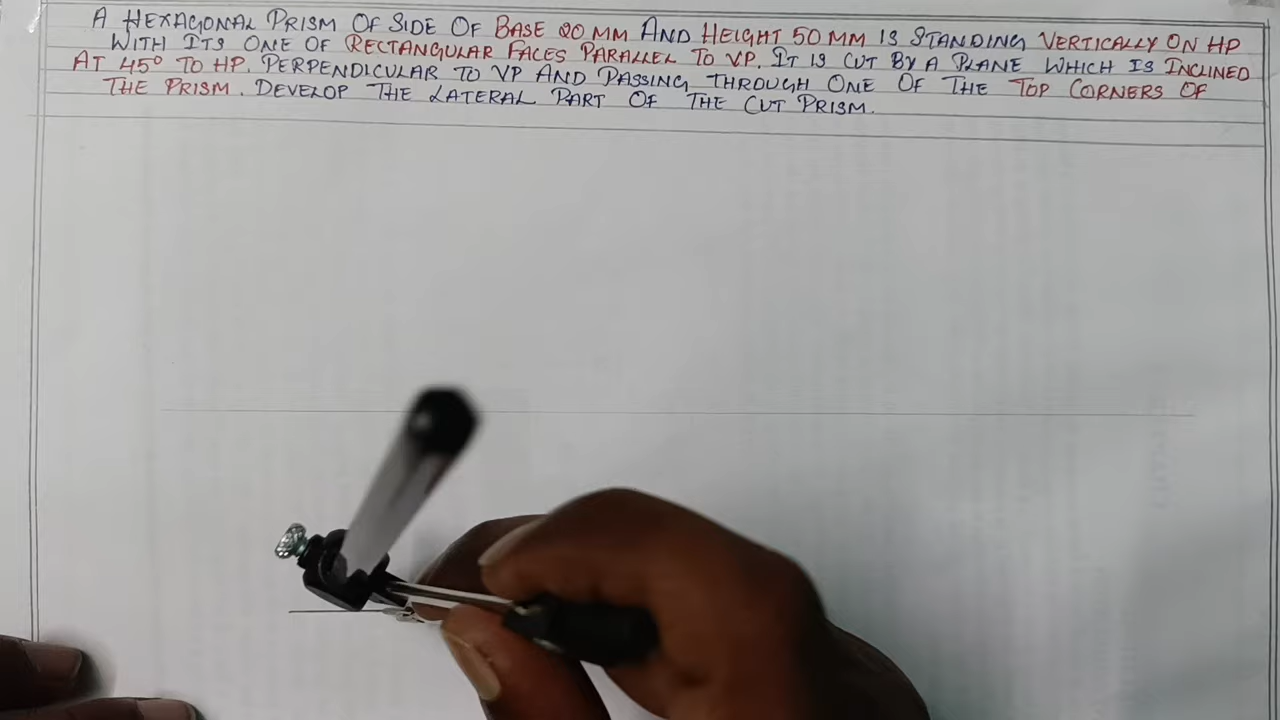 A HEXAGONAL PRISM OF SIDE OF BASE 20 MM AND HEIGHT 50 MM IS STANDING VERTICALLY ON HP
WITH ITS ONE OF RECTANGULAR FACES PARALLEL TO VP. IT IS CUT BY A PLANE WHICH IS INCLINED
AT 45° TO HP, PERPENDICULAR TO VP AND PASSING THROUGH ONE OF THE TOP CORNERS OF
THE PRISM. DEVELOP THE LATERAL PART OF THE CUT PRISM.